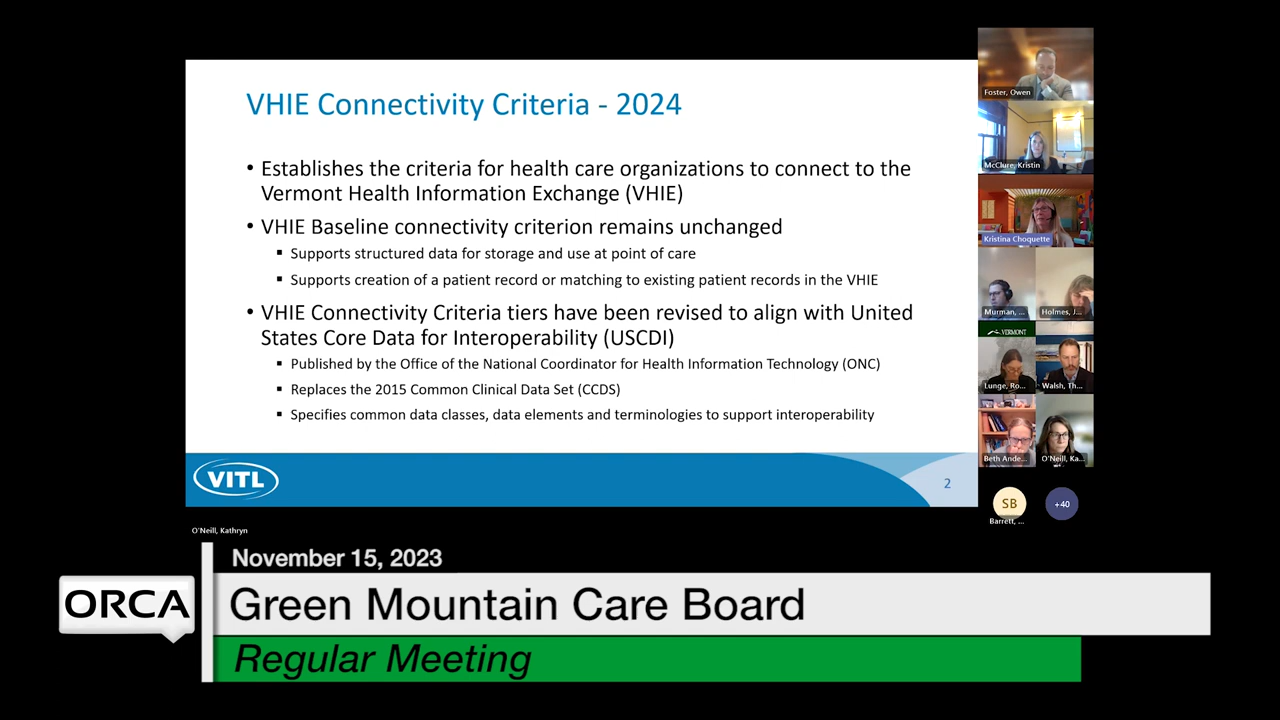 VHIE Connectivity Criteria - 2024
• Establishes the criteria for health care organizations to connect to the
Vermont Health Information Exchange (VHIE)
• VHIE Baseline connectivity criterion remains unchanged
▪ Supports structured data for storage and use at point of care
▪ Supports creation of a patient record or matching to existing patient records in the VHIE
• VHIE Connectivity Criteria tiers have been revised to align with United
States Core Data for Interoperability (USCDI)
▪ Published by the Office of the National Coordinator for Health Information Technology (ONC)
▪ Replaces the 2015 Common Clinical Data Set (CCDS)
▪ Specifies common data classes, data elements and terminologies to support interoperability
VITL
2
Foster, Owen
McClure, Kristin
Kristina Choquette
Murman, ...
Holmes, J...
VERMONT
Lunge, Ro...
Walsh, Th...
Beth Ande...
O'Neill, Ka...
SB
+40
Barrett, ...
O'Neill, Kathryn
November 15, 2023
ORCA
Green Mountain Care Board
Regular Meeting